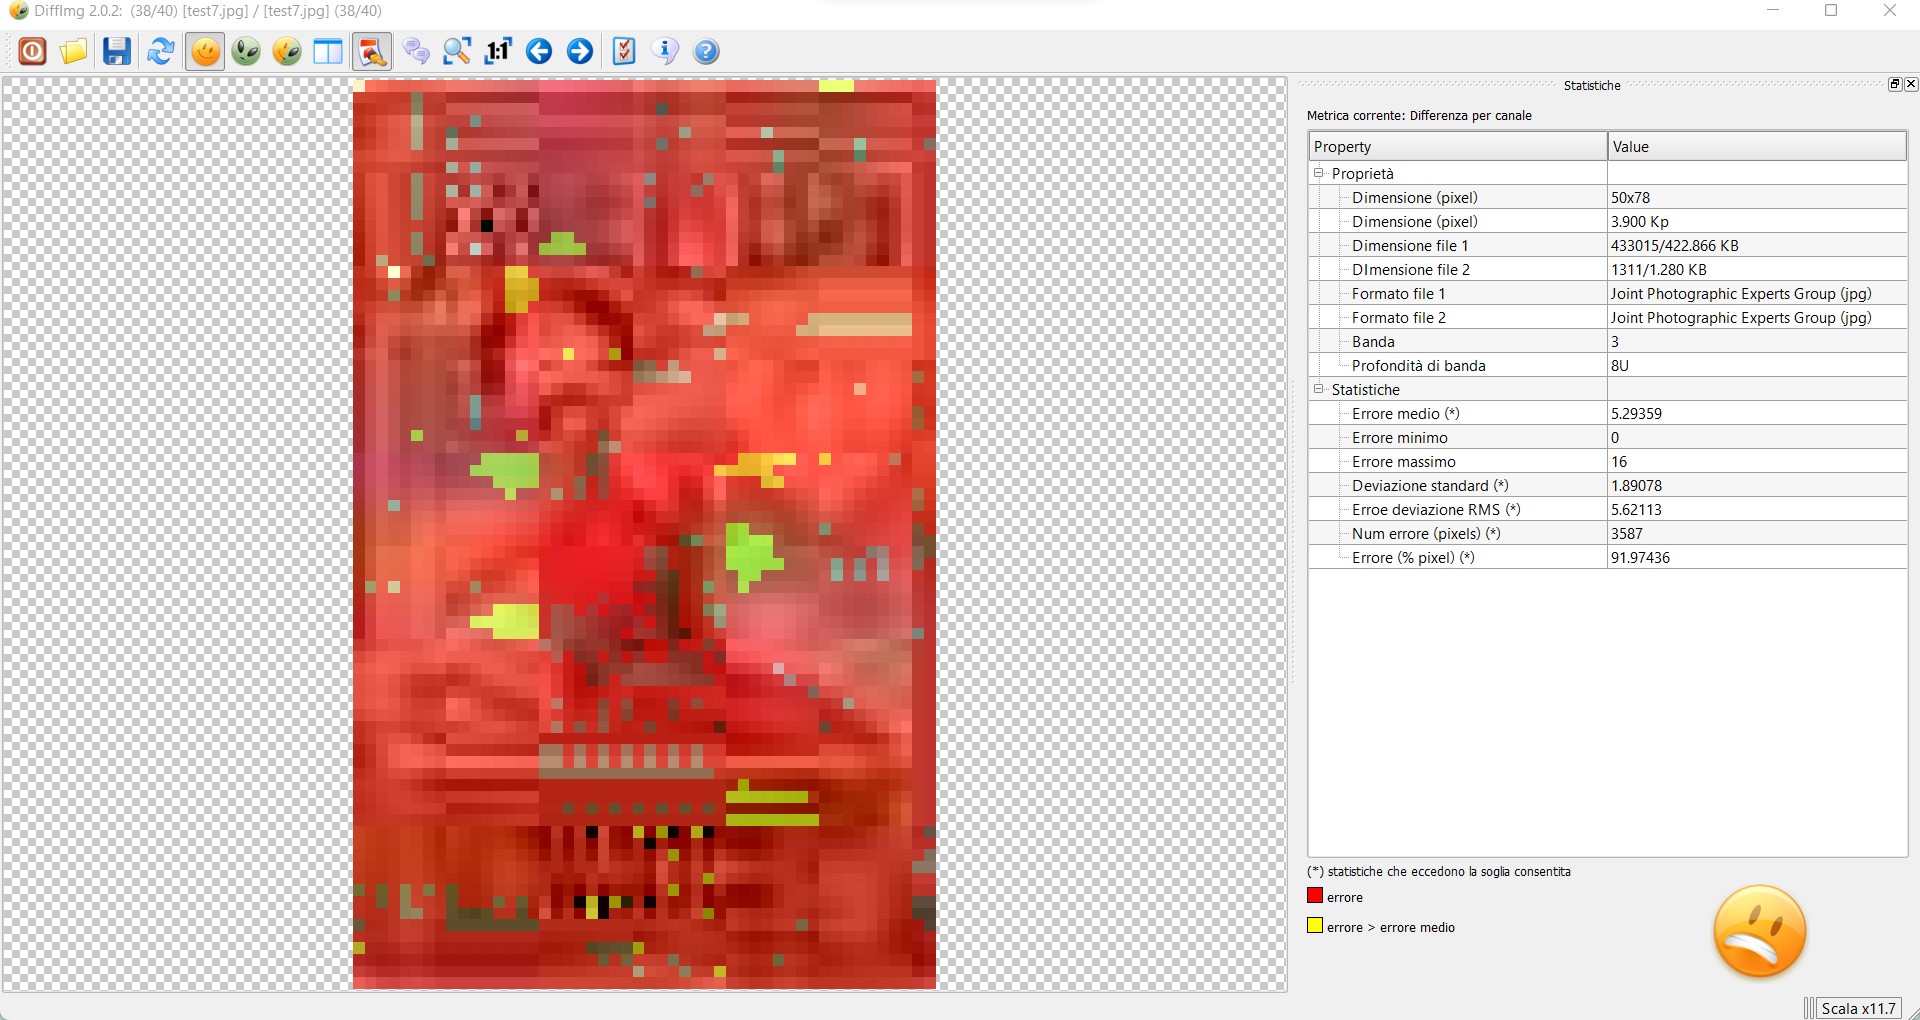 DiffImg 2.0.2: (38/40) [test7.jpg] / [test7.jpg] (38/40)
1:1
Statistiche
Metrica corrente: Differenza per canale
Property Value
Proprietà
Dimensione (pixel) 50x78
Dimensione (pixel) 3.900 Kp
Dimensione file 1 433015/422.866 KB
DImensione file 2 1311/1.280 KB
Formato file 1 Joint Photographic Experts Group (jpg)
Formato file 2 Joint Photographic Experts Group (jpg)
Banda 3
Profondità di banda 8U
Statistiche
Errore medio (*) 5.29359
Errore minimo 0
Errore massimo 16
Deviazione standard (*) 1.89078
Erroe deviazione RMS (*) 5.62113
Num errore (pixels) (*) 3587
Errore (% pixel) (*) 91.97436
(*) statistiche che eccedono la soglia consentita
errore
errore > errore medio
Scala x11.7